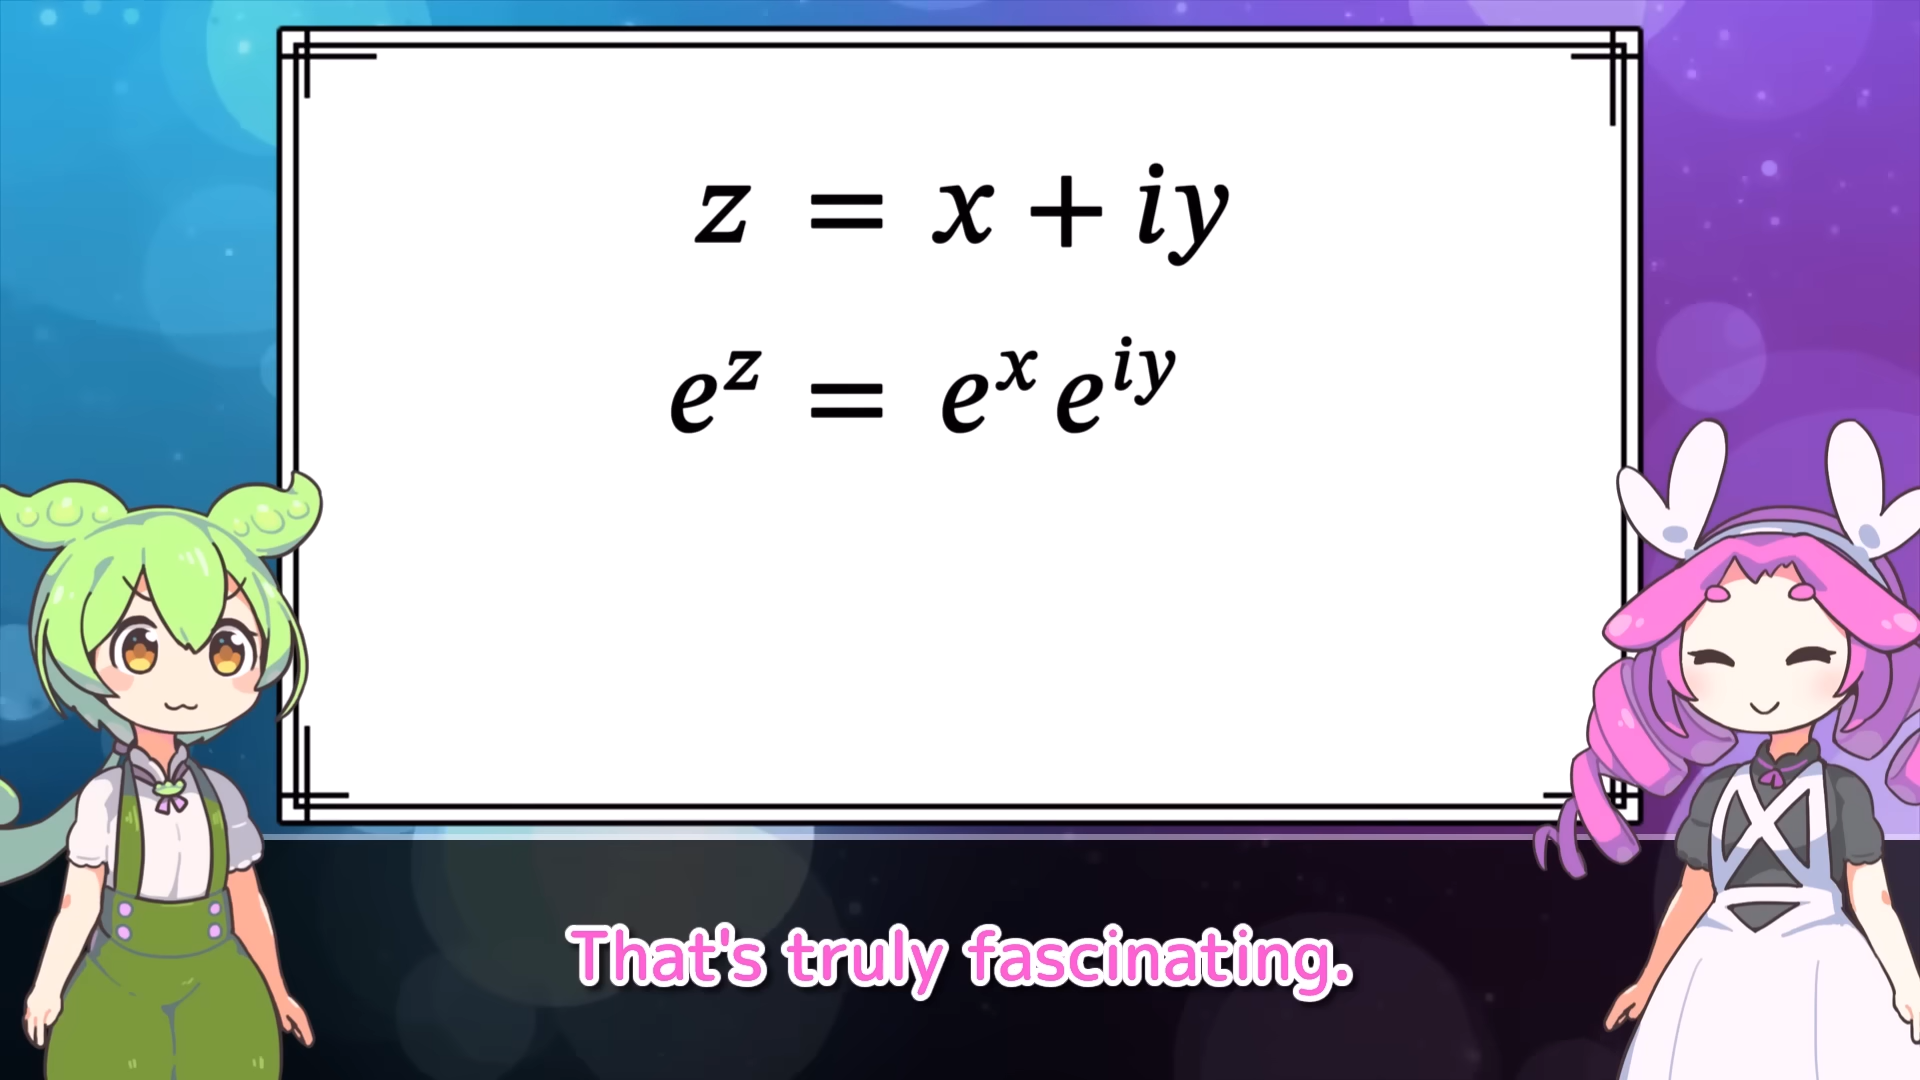 z = x + iy
e^z = e^x e^{iy}
That's truly fascinating.